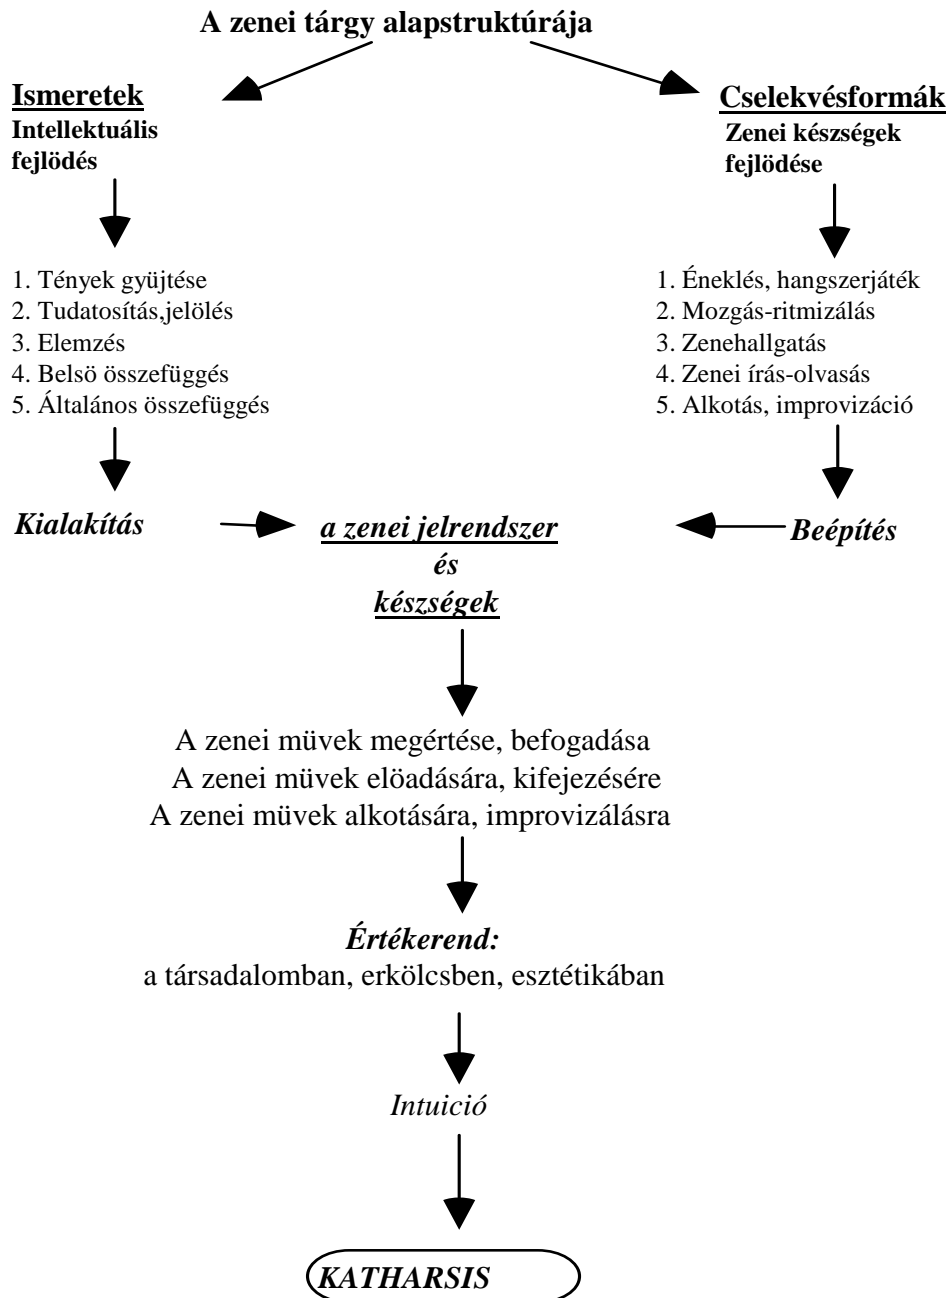 A zenei tárgy alapstruktúrája
Ismeretek
Intellektuális
fejlödés
Cselekvésformák
Zenei készségek
fejlödése
1. Tények gyüjtése
2. Tudatosítás,jelölés
3. Elemzés
4. Belsö összefüggés
5. Általános összefüggés
1. Éneklés, hangszerjáték
2. Mozgás-ritmizálás
3. Zenehallgatás
4. Zenei írás-olvasás
5. Alkotás, improvizáció
Kialakítás
a zenei jelrendszer
és
készségek
Beépítés
A zenei müvek megértése, befogadása
A zenei müvek elöadására, kifejezésére
A zenei müvek alkotására, improvizálásra
Értékerend:
a társadalomban, erkölcsben, esztétikában
Intuició
KATHARSIS